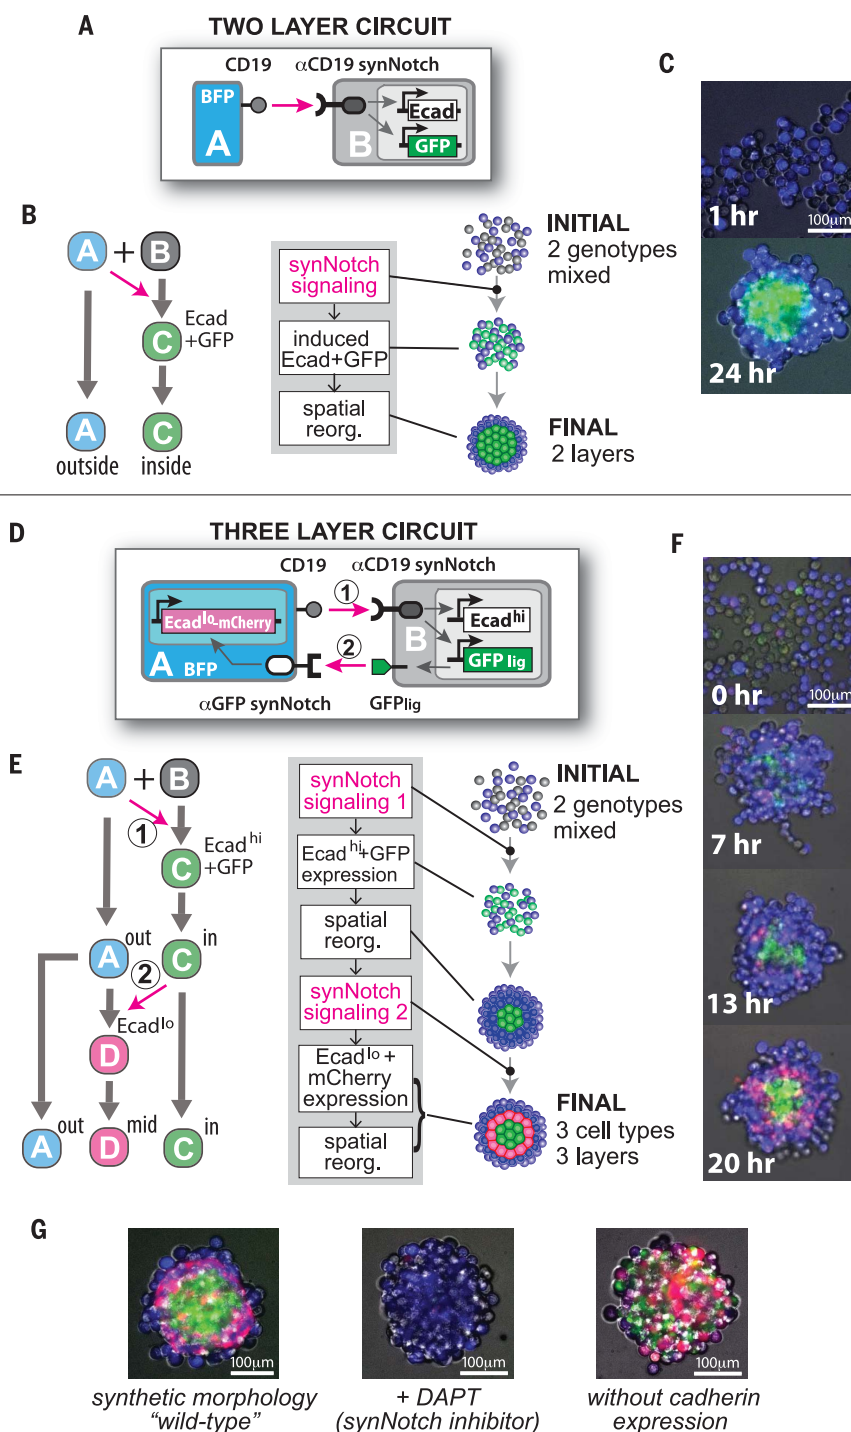 A
TWO LAYER CIRCUIT
CD19
αCD19 synNotch
BFP
A
B
Ecad
GFP
B
A + B
Ecad
+GFP
C
A
C
outside
inside
synNotch
signaling
induced
Ecad+GFP
spatial
reorg.
INITIAL
2 genotypes
mixed
FINAL
2 layers
C
1 hr
100μm
24 hr
D
THREE LAYER CIRCUIT
CD19
αCD19 synNotch
1
Ecadlo-mCherry
A BFP
B
Ecadhi
GFP lig
2
αGFP synNotch
GFPlig
E
A + B
1
Ecadhi
+GFP
C
A out
C in
2
Ecadlo
D
A out
D mid
C in
synNotch
signaling 1
Ecadhi+GFP
expression
spatial
reorg.
synNotch
signaling 2
Ecadlo +
mCherry
expression
spatial
reorg.
INITIAL
2 genotypes
mixed
FINAL
3 cell types
3 layers
F
0 hr
100μm
7 hr
13 hr
20 hr
G
100μm
synthetic morphology
"wild-type"
100μm
+ DAPT
(synNotch inhibitor)
100μm
without cadherin
expression